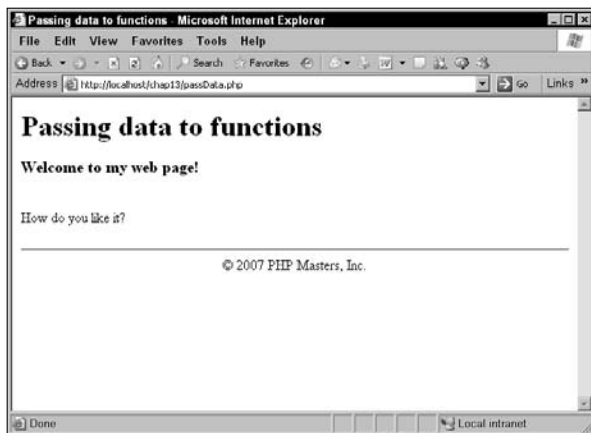 Passing data to functions - Microsoft Internet Explorer
File Edit View Favorites Tools Help
Back Search Favorites
Address http://localhost/chap13/passData.php Go Links »
Passing data to functions
Welcome to my web page!
How do you like it?
© 2007 PHP Masters, Inc.
Done Local intranet